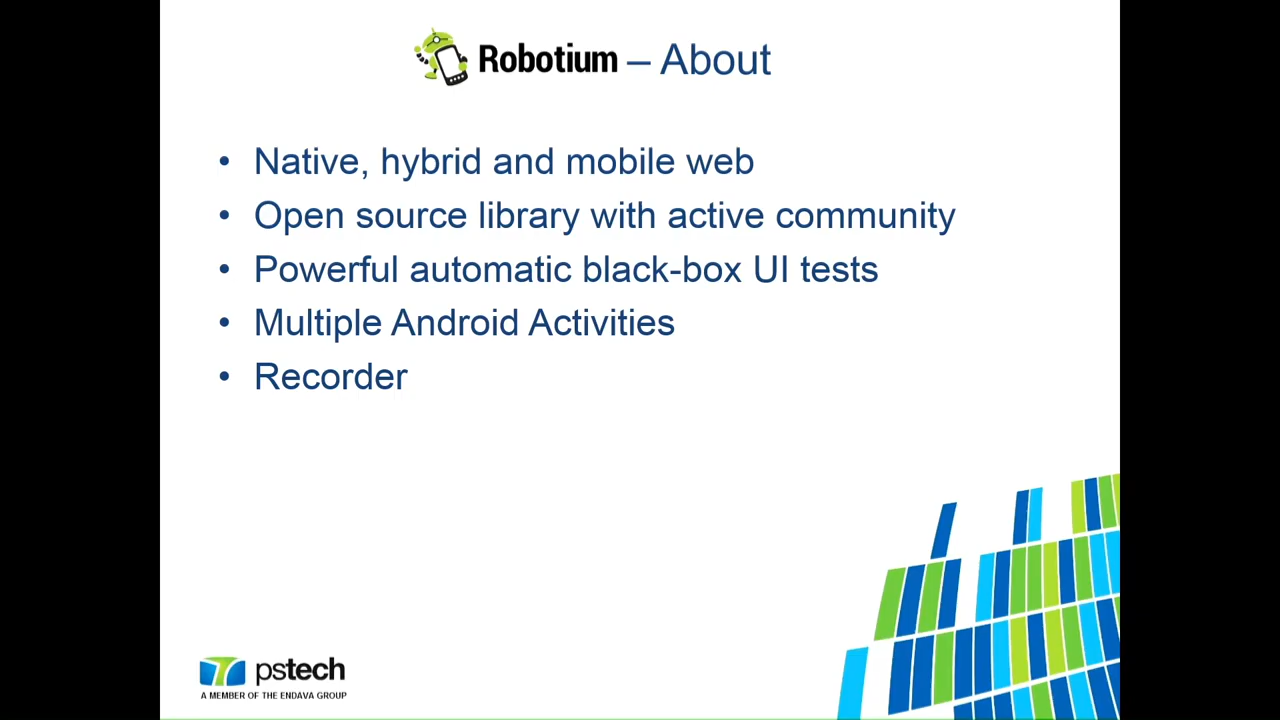 Robotium – About
• Native, hybrid and mobile web
• Open source library with active community
• Powerful automatic black-box UI tests
• Multiple Android Activities
• Recorder
pstech
A MEMBER OF THE ENDAVA GROUP